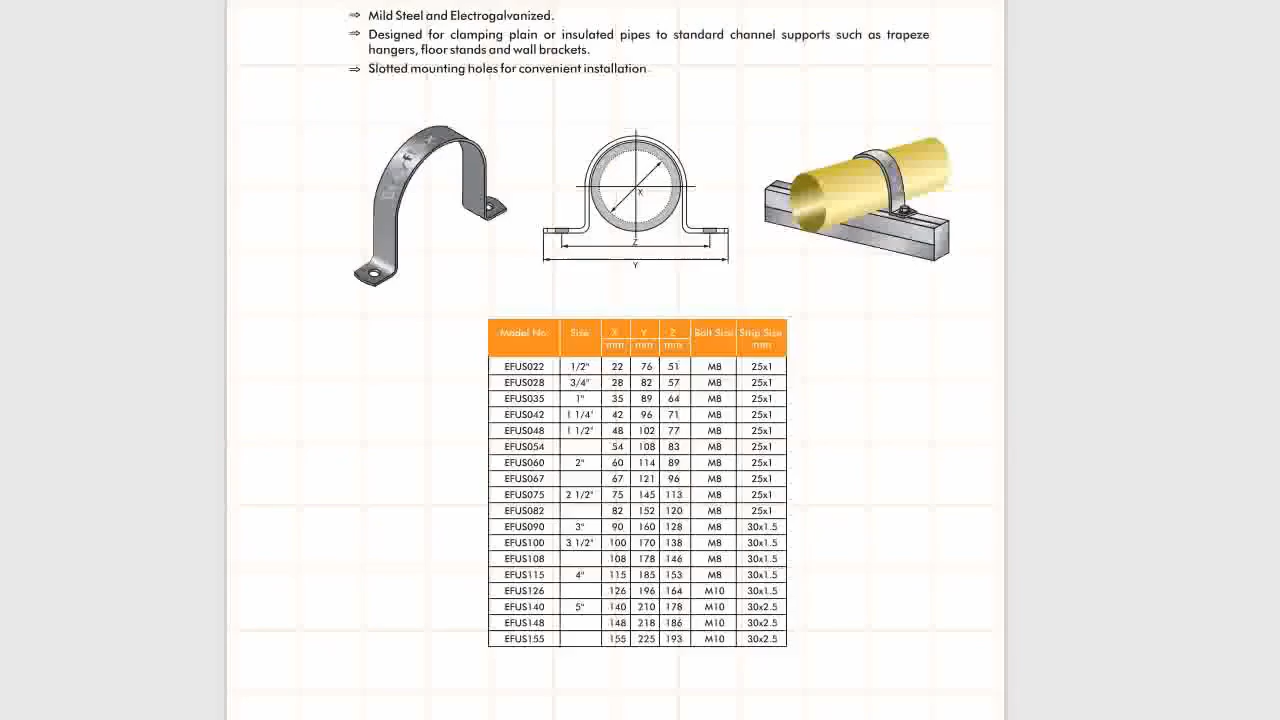 ⇒ Mild Steel and Electrogalvanized.
⇒ Designed for clamping plain or insulated pipes to standard channel supports such as trapeze
hangers, floor stands and wall brackets.
⇒ Slotted mounting holes for convenient installation
X
Z
Y
Model No. Size X mm Y mm Z mm Bolt Size Strip Size mm
EFUS022 1/2" 22 76 51 M8 25x1
EFUS028 3/4" 28 82 57 M8 25x1
EFUS035 1" 35 89 64 M8 25x1
EFUS042 1 1/4" 42 96 71 M8 25x1
EFUS048 1 1/2" 48 102 77 M8 25x1
EFUS054 54 108 83 M8 25x1
EFUS060 2" 60 114 89 M8 25x1
EFUS067 67 121 96 M8 25x1
EFUS075 2 1/2" 75 145 113 M8 25x1
EFUS082 82 152 120 M8 25x1
EFUS090 3" 90 160 128 M8 30x1.5
EFUS100 3 1/2" 100 170 138 M8 30x1.5
EFUS108 108 178 146 M8 30x1.5
EFUS115 4" 115 185 153 M8 30x1.5
EFUS126 126 196 164 M10 30x1.5
EFUS140 5" 140 210 178 M10 30x2.5
EFUS148 148 218 186 M10 30x2.5
EFUS155 155 225 193 M10 30x2.5